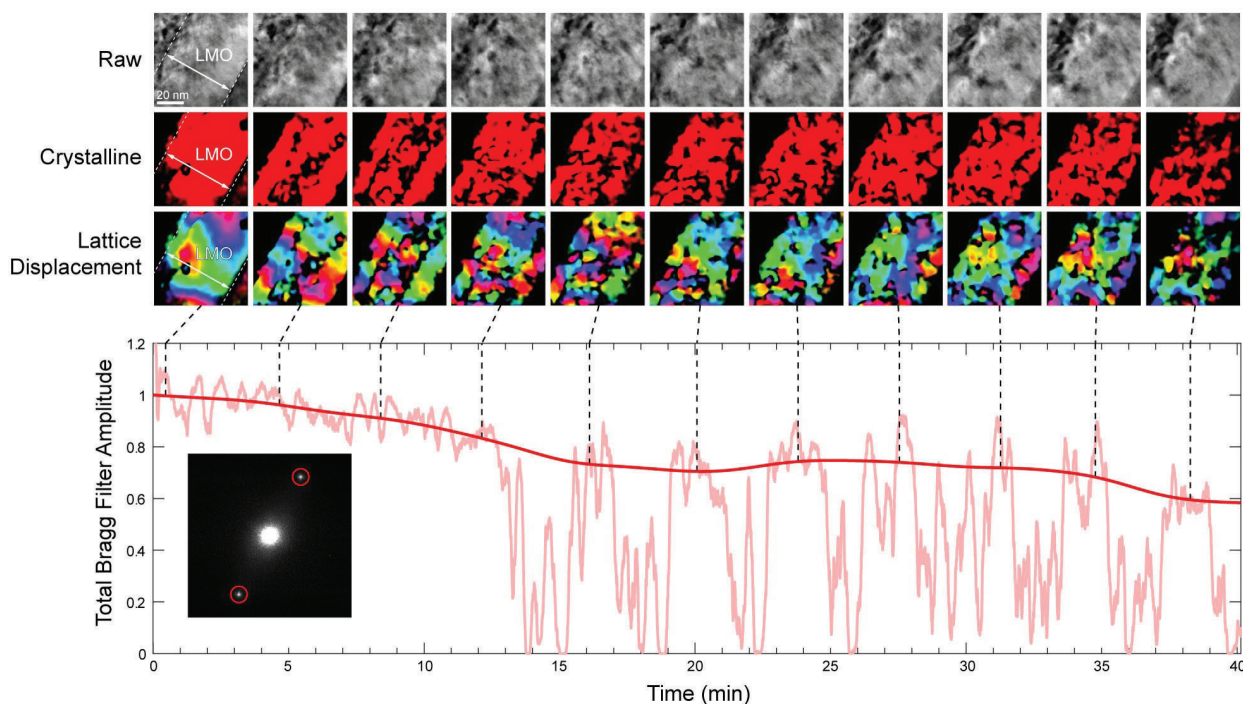 Raw
LMO
20 nm
Crystalline
LMO
Lattice
Displacement
LMO
Total Bragg Filter Amplitude
1.2
1
0.8
0.6
0.4
0.2
0
0 5 10 15 20 25 30 35 40
Time (min)